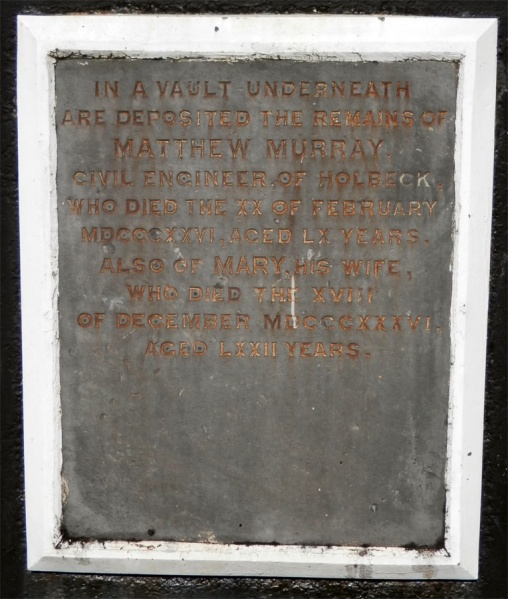 IN A VAULT UNDERNEATH
ARE DEPOSITED THE REMAINS OF
MATTHEW MURRAY,
CIVIL ENGINEER, OF HOLBECK,
WHO DIED THE XX OF FEBRUARY
MDCCCXXVI, AGED LX YEARS.
ALSO OF MARY, HIS WIFE,
WHO DIED THE
OF DECEMBER MDCCCXXXVI,
AGED LXXII YEARS.